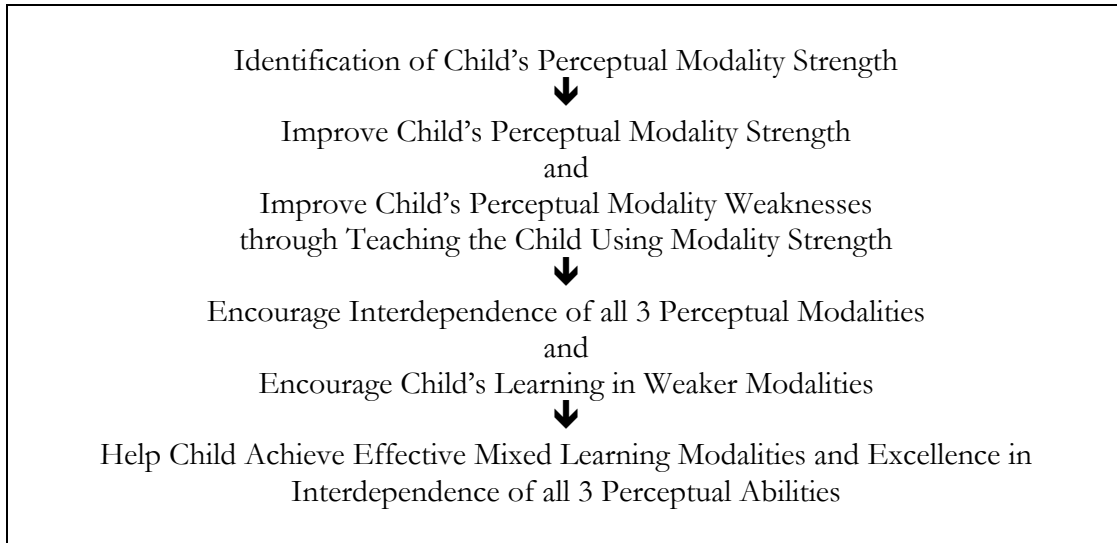 Identification of Child’s Perceptual Modality Strength
Improve Child’s Perceptual Modality Strength
and
Improve Child’s Perceptual Modality Weaknesses
through Teaching the Child Using Modality Strength
Encourage Interdependence of all 3 Perceptual Modalities
and
Encourage Child’s Learning in Weaker Modalities
Help Child Achieve Effective Mixed Learning Modalities and Excellence in
Interdependence of all 3 Perceptual Abilities